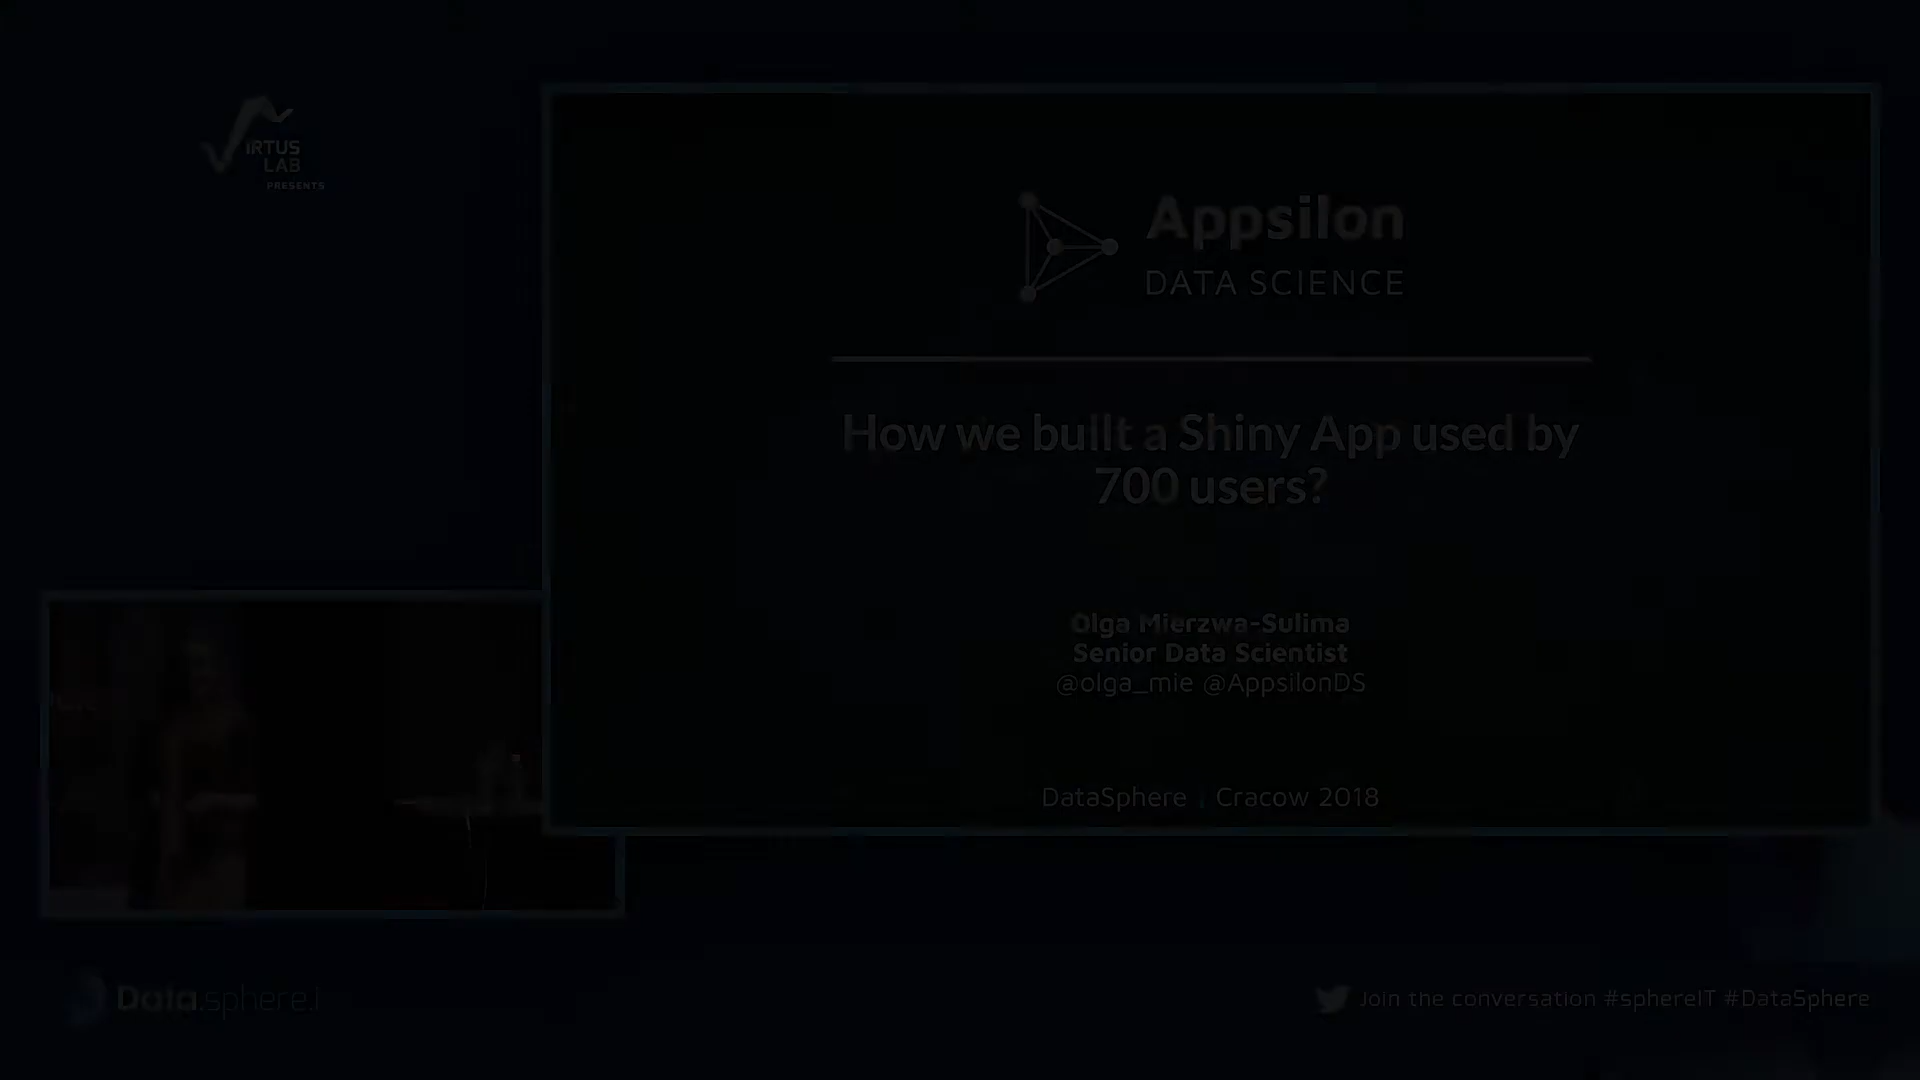 IRTUS
LAB
PRESENTS
Appsilon
DATA SCIENCE
How we built a Shiny App used by
700 users?
Olga Mierzwa-Sulima
Senior Data Scientist
@olga_mie @AppsilonDS
DataSphere | Cracow 2018
Data.sphere.i
Join the conversation #sphereIT #DataSphere